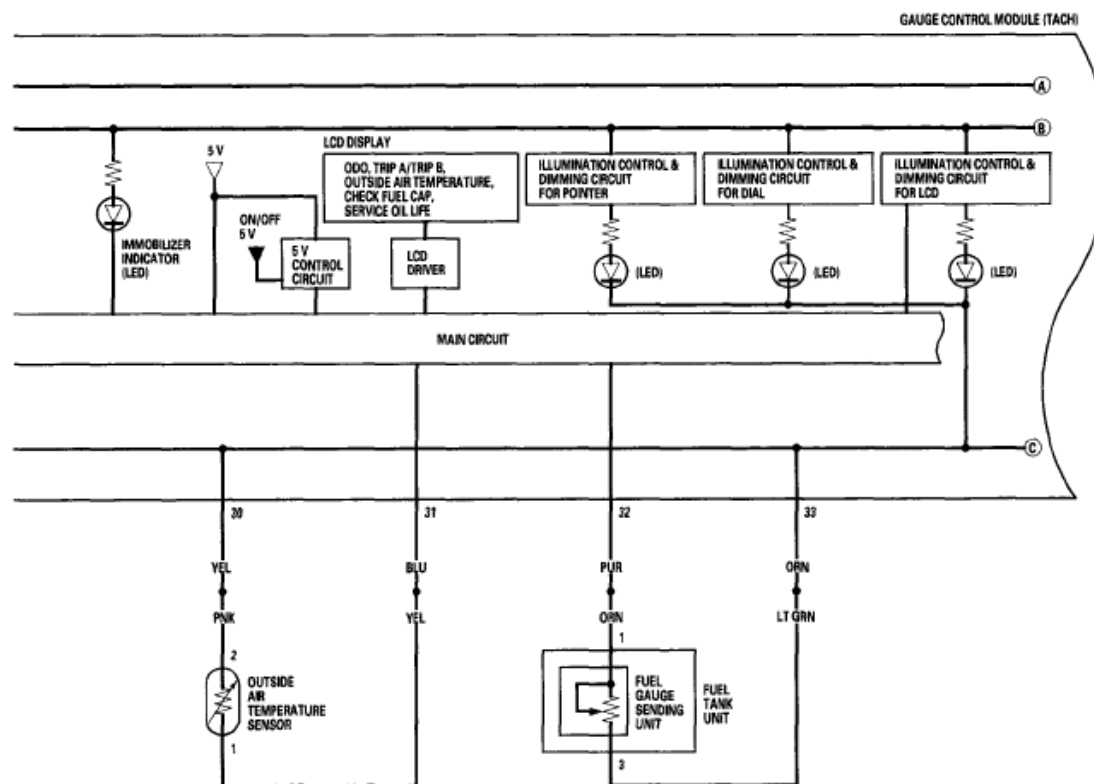 GAUGE CONTROL MODULE (TACH)
A
B
5 V
LCD DISPLAY
ODO, TRIP A/TRIP B,
OUTSIDE AIR TEMPERATURE,
CHECK FUEL CAP,
SERVICE OIL LIFE
ILLUMINATION CONTROL &
DIMMING CIRCUIT
FOR POINTER
ILLUMINATION CONTROL &
DIMMING CIRCUIT
FOR DIAL
ILLUMINATION CONTROL &
DIMMING CIRCUIT
FOR LCD
IMMOBILIZER
INDICATOR
(LED)
ON/OFF
5 V
5 V
CONTROL
CIRCUIT
LCD
DRIVER
(LED)
(LED)
(LED)
MAIN CIRCUIT
C
30
31
32
33
YEL
BLU
PUR
ORN
PNK
YEL
ORN
LT GRN
2
1
OUTSIDE
AIR
TEMPERATURE
SENSOR
1
FUEL
GAUGE
SENDING
UNIT
FUEL
TANK
UNIT
3